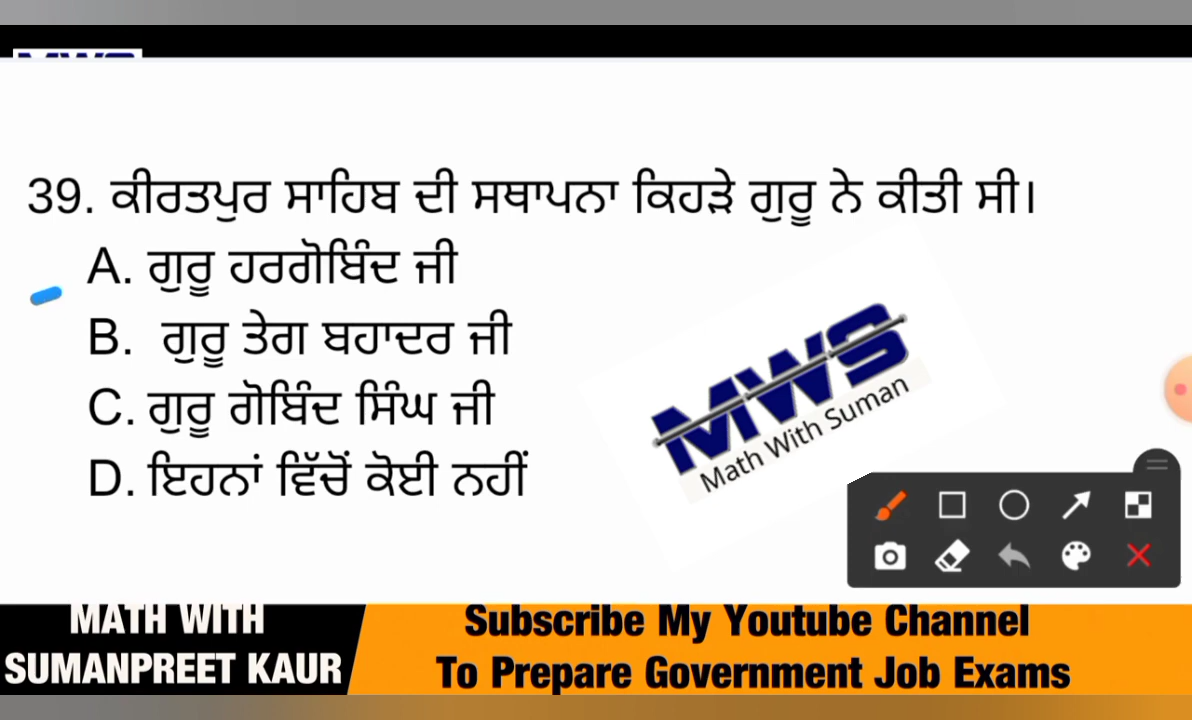 39. ਕੀਰਤਪੁਰ ਸਾਹਿਬ ਦੀ ਸਥਾਪਨਾ ਕਿਹੜੇ ਗੁਰੂ ਨੇ ਕੀਤੀ ਸੀ।
A. ਗੁਰੂ ਹਰਗੋਬਿੰਦ ਜੀ
B. ਗੁਰੂ ਤੇਗ ਬਹਾਦਰ ਜੀ
C. ਗੁਰੂ ਗੋਬਿੰਦ ਸਿੰਘ ਜੀ
D. ਇਹਨਾਂ ਵਿੱਚੋਂ ਕੋਈ ਨਹੀਂ
MWS
Math With Suman
MATH WITH
SUMANPREET KAUR
Subscribe My Youtube Channel
To Prepare Government Job Exams